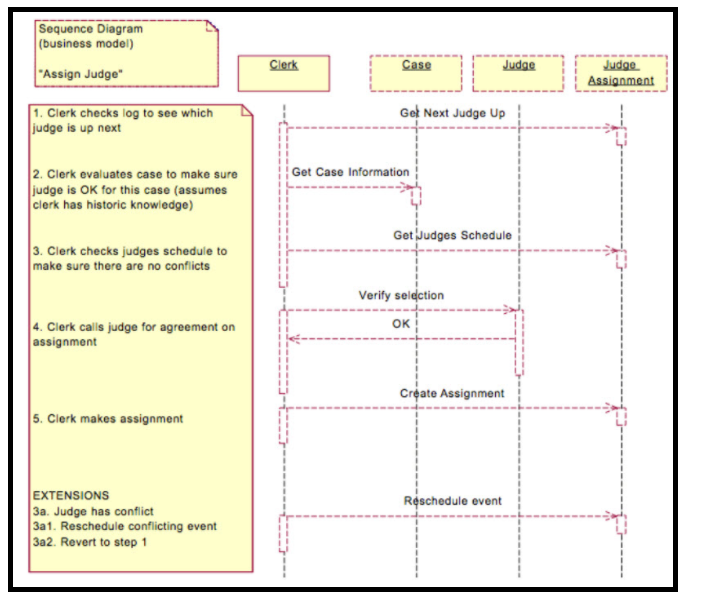 Sequence Diagram
(business model)
"Assign Judge"
Clerk
Case
Judge
Judge
Assignment
1. Clerk checks log to see which
judge is up next
Get Next Judge Up
2. Clerk evaluates case to make sure
judge is OK for this case (assumes
clerk has historic knowledge)
Get Case Information
3. Clerk checks judges schedule to
make sure there are no conflicts
Get Judges Schedule
Verify selection
4. Clerk calls judge for agreement on
assignment
OK
5. Clerk makes assignment
Create Assignment
EXTENSIONS
3a. Judge has conflict
3a1. Reschedule conflicting event
3a2. Revert to step 1
Reschedule event